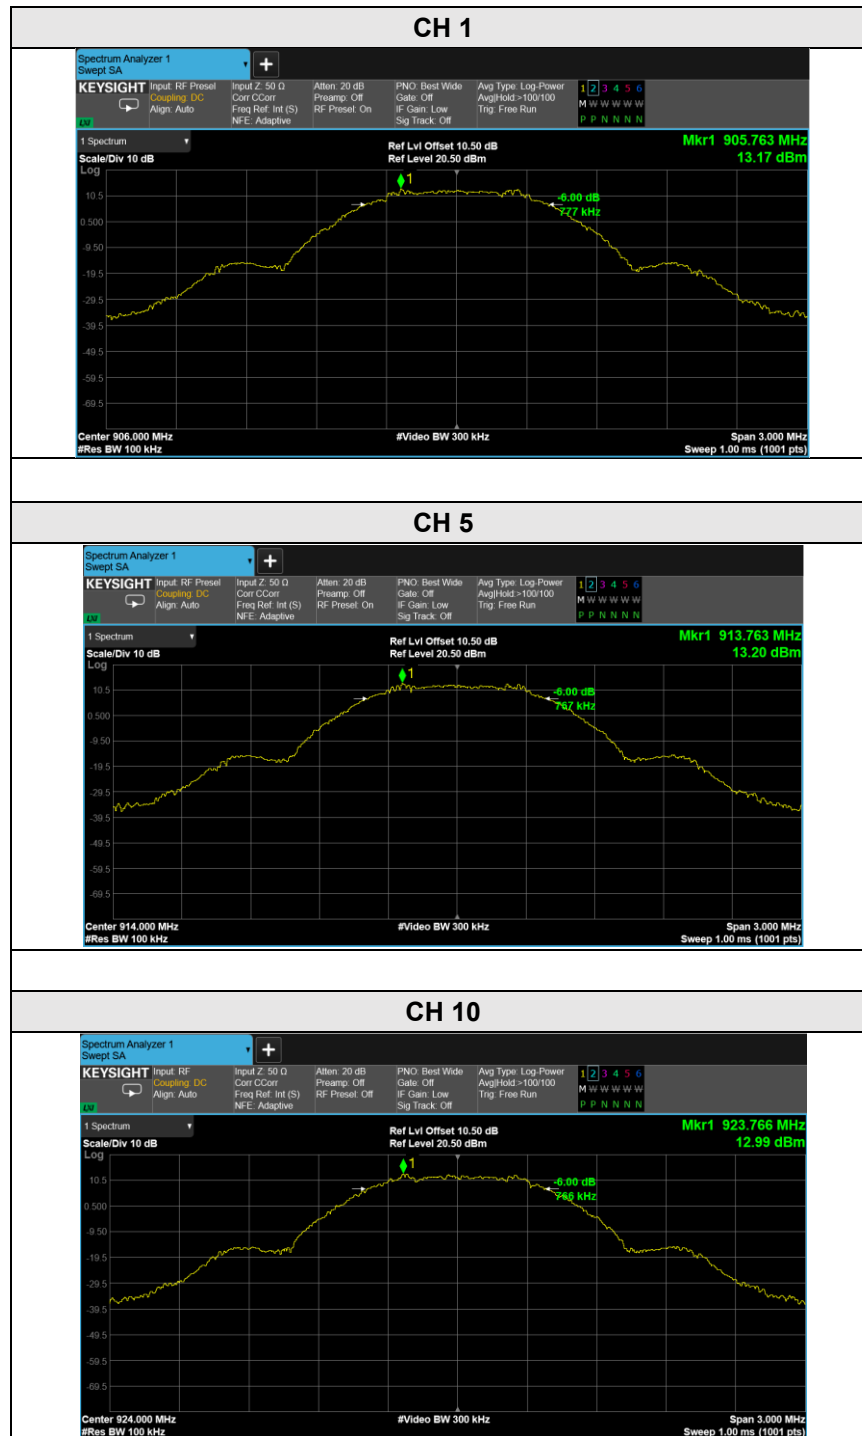 CH 1
Spectrum Analyzer 1
Swept SA
▼
+
KEYSIGHT Input: RF Presel Input Z: 50 Ω Atten: 20 dB PNO: Best Wide Avg Type: Log-Power 1 2 3 4 5 6
Coupling: DC Corr CCorr Preamp: Off Gate: Off Avg|Hold:>100/100 M W W W W W
Align: Auto Freq Ref: Int (S) RF Presel: On IF Gain: Low Trig: Free Run
LXI NFE: Adaptive Sig Track: Off P P N N N N
1 Spectrum ▼ Ref Lvl Offset 10.50 dB Mkr1 905.763 MHz
Scale/Div 10 dB Ref Level 20.50 dBm 13.17 dBm
Log
1
10.5 -6.00 dB
777 kHz
0.500
-9.50
-19.5
-29.5
-39.5
-49.5
-59.5
-69.5
Center 906.000 MHz #Video BW 300 kHz Span 3.000 MHz
#Res BW 100 kHz Sweep 1.00 ms (1001 pts)
CH 5
Spectrum Analyzer 1
Swept SA
▼
+
KEYSIGHT Input: RF Presel Input Z: 50 Ω Atten: 20 dB PNO: Best Wide Avg Type: Log-Power 1 2 3 4 5 6
Coupling: DC Corr CCorr Preamp: Off Gate: Off Avg|Hold:>100/100 M W W W W W
Align: Auto Freq Ref: Int (S) RF Presel: On IF Gain: Low Trig: Free Run
LXI NFE: Adaptive Sig Track: Off P P N N N N
1 Spectrum ▼ Ref Lvl Offset 10.50 dB Mkr1 913.763 MHz
Scale/Div 10 dB Ref Level 20.50 dBm 13.20 dBm
Log
1
10.5 -6.00 dB
767 kHz
0.500
-9.50
-19.5
-29.5
-39.5
-49.5
-59.5
-69.5
Center 914.000 MHz #Video BW 300 kHz Span 3.000 MHz
#Res BW 100 kHz Sweep 1.00 ms (1001 pts)
CH 10
Spectrum Analyzer 1
Swept SA
▼
+
KEYSIGHT Input: RF Input Z: 50 Ω Atten: 20 dB PNO: Best Wide Avg Type: Log-Power 1 2 3 4 5 6
Coupling: DC Corr CCorr Preamp: Off Gate: Off Avg|Hold:>100/100 M W W W W W
Align: Auto Freq Ref: Int (S) RF Presel: Off IF Gain: Low Trig: Free Run
LXI NFE: Adaptive Sig Track: Off P P N N N N
1 Spectrum ▼ Ref Lvl Offset 10.50 dB Mkr1 923.766 MHz
Scale/Div 10 dB Ref Level 20.50 dBm 12.99 dBm
Log
1
10.5 -6.00 dB
766 kHz
0.500
-9.50
-19.5
-29.5
-39.5
-49.5
-59.5
-69.5
Center 924.000 MHz #Video BW 300 kHz Span 3.000 MHz
#Res BW 100 kHz Sweep 1.00 ms (1001 pts)